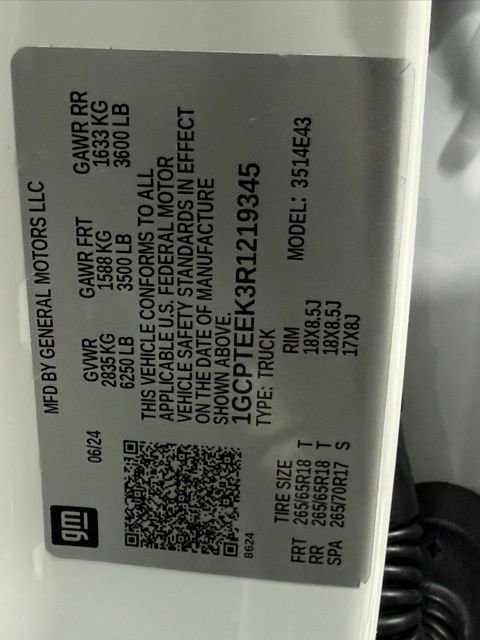 gm
MFD BY GENERAL MOTORS LLC
06/24
GVWR GAWR FRT GAWR RR
2835KG 1588 KG 1633 KG
6250 LB 3500 LB 3600 LB
THIS VEHICLE CONFORMS TO ALL
APPLICABLE U.S. FEDERAL MOTOR
VEHICLE SAFETY STANDARDS IN EFFECT
ON THE DATE OF MANUFACTURE
SHOWN ABOVE.
1GCPTEEK3R1219345
TYPE: TRUCK MODEL: 3514E43
8624
TIRE SIZE RIM
FRT 265/65R18 T 18X8.5J
RR 265/65R18 T 18X8.5J
SPA 265/70R17 S 17X8J